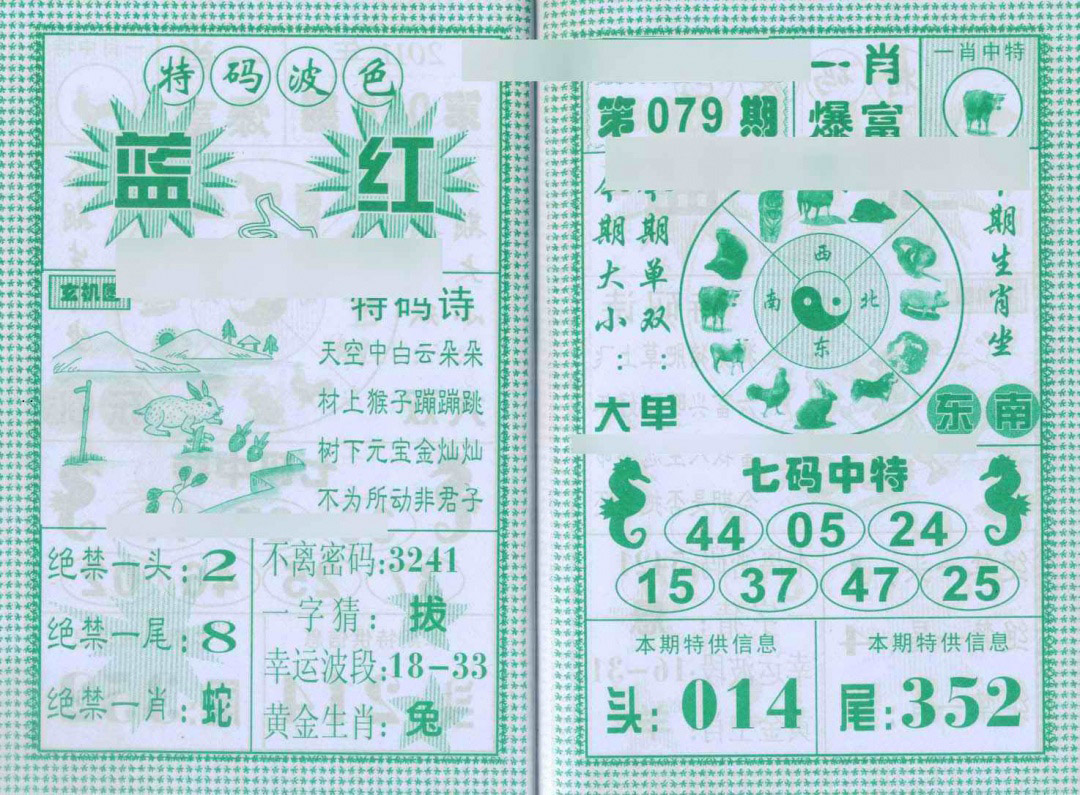 特码波色
蓝 红
玄机图
特码诗
天空中白云朵朵
材上猴子蹦蹦跳
树下元宝金灿灿
不为所动非君子
绝禁一头：2
绝禁一尾：8
绝禁一肖：蛇
不离密码:3241
一字猜：拔
幸运波段:18-33
黄金生肖：兔
第079期
一肖
爆富
一肖中特
期大小：
大
期单双：
单
期生肖坐
东南
西
南 北
东
七码中特
44 05 24
15 37 47 25
本期特供信息
头：014
本期特供信息
尾：352